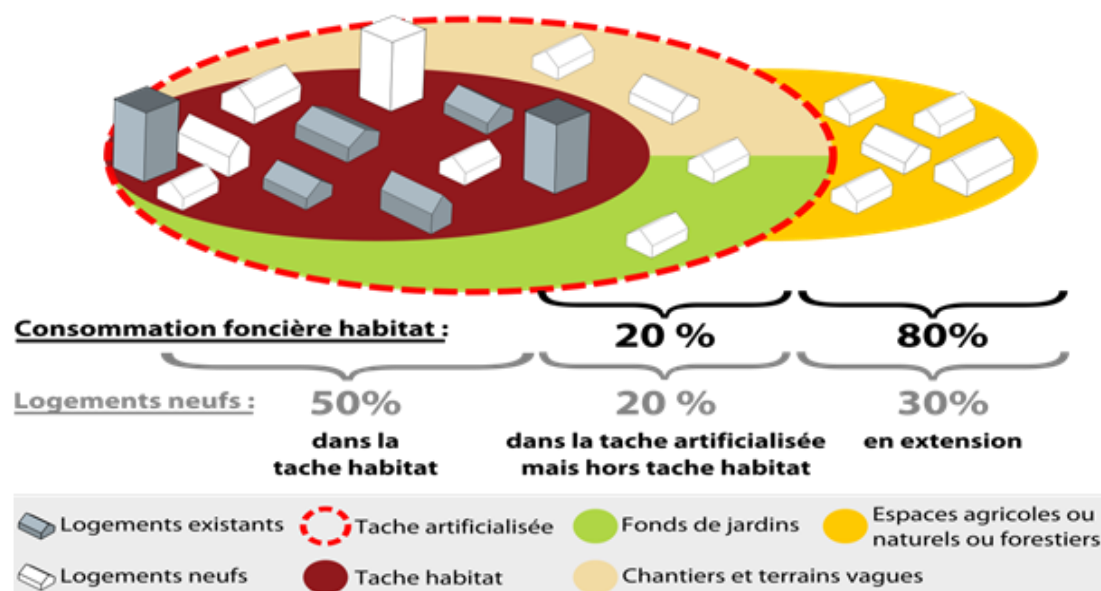 Consommation foncière habitat :
20 %
80%
Logements neufs :
50%
20 %
30%
dans la
tache habitat
dans la tache artificialisée
mais hors tache habitat
en extension
Logements existants
Tache artificialisée
Fonds de jardins
Espaces agricoles ou
naturels ou forestiers
Logements neufs
Tache habitat
Chantiers et terrains vagues